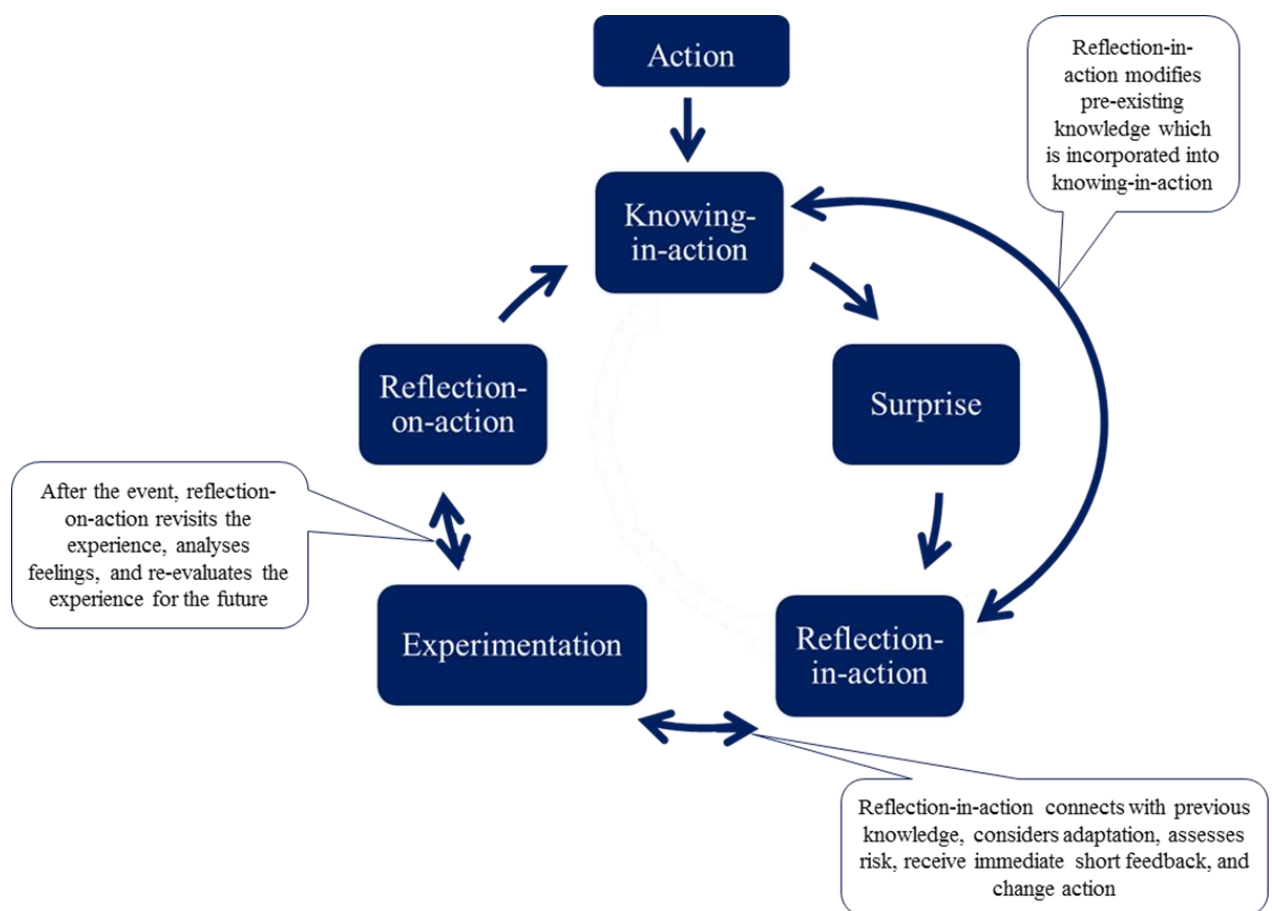 Action
Reflection-in-
action modifies
pre-existing
knowledge which
is incorporated into
knowing-in-action
Knowing-
in-action
Surprise
Reflection-
on-action
After the event, reflection-
on-action revisits the
experience, analyses
feelings, and re-evaluates the
experience for the future
Experimentation
Reflection-
in-action
Reflection-in-action connects with previous
knowledge, considers adaptation, assesses
risk, receive immediate short feedback, and
change action